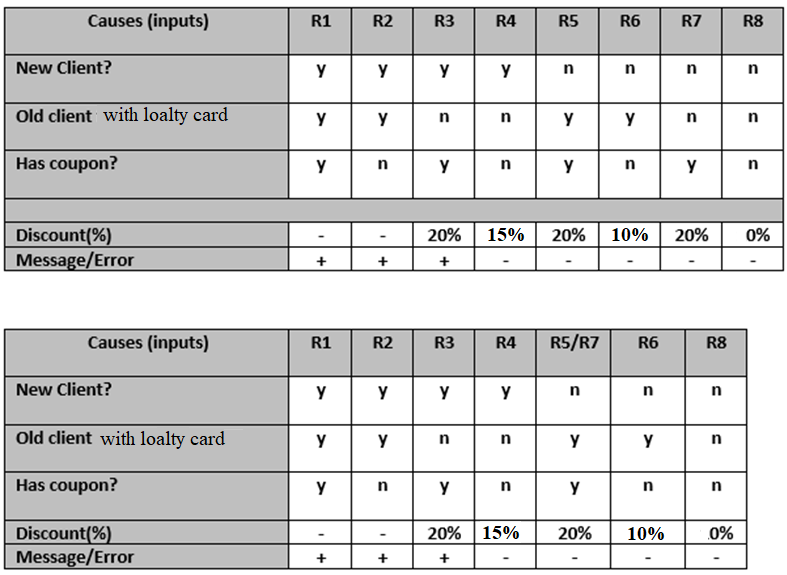 Causes (inputs) R1 R2 R3 R4 R5 R6 R7 R8
New Client? y y y y n n n n
Old client with loalty card y y n n y y n n
Has coupon? y n y n y n y n
Discount(%) - - 20% 15% 20% 10% 20% 0%
Message/Error + + + - - - - -
Causes (inputs) R1 R2 R3 R4 R5/R7 R6 R8
New Client? y y y y n n n
Old client with loalty card y y n n y y n
Has coupon? y n y n y n n
Discount(%) - - 20% 15% 20% 10% 0%
Message/Error + + + - - - -